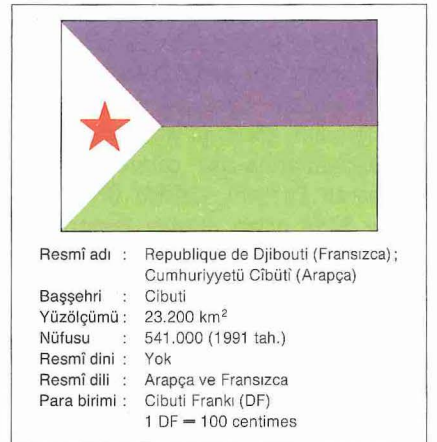 Resmî adı : Republique de Djibouti (Fransızca);
Cumhuriyyetü Cîbûtî (Arapça)
Başşehri : Cibuti
Yüzölçümü : 23.200 km²
Nüfusu : 541.000 (1991 tah.)
Resmî dini : Yok
Resmî dili : Arapça ve Fransızca
Para birimi : Cibuti Frankı (DF)
1 DF = 100 centimes